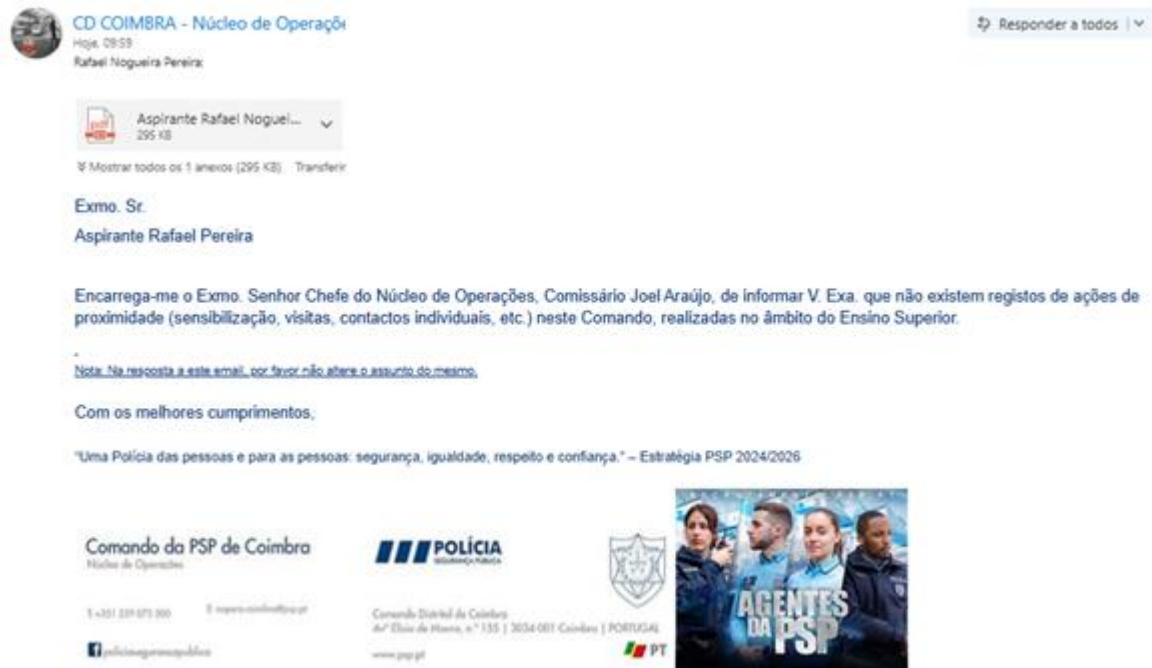 CD COIMBRA - Núcleo de Operaçõe
Responder a todos
Hoje, 09:59
Rafael Nogueira Pereira;
Aspirante Rafael Noguei...
295 KB
Mostrar todos os 1 anexos (295 KB) Transferir
Exmo. Sr.
Aspirante Rafael Pereira
Encarrega-me o Exmo. Senhor Chefe do Núcleo de Operações, Comissário Joel Araújo, de informar V. Exa. que não existem registos de ações de
proximidade (sensibilização, visitas, contactos individuais, etc.) neste Comando, realizadas no âmbito do Ensino Superior.
Nota: Na resposta a este email, por favor não altere o assunto do mesmo.
Com os melhores cumprimentos,
"Uma Polícia das pessoas e para as pessoas: segurança, igualdade, respeito e confiança." – Estratégia PSP 2024/2026
Comando da PSP de Coimbra
Núcleo de Operações
POLÍCIA
SEGURANÇA PÚBLICA
Comando Distrital de Coimbra
| 3034-001 Coimbra | PORTUGAL
www.psp.pt
PT
policiasegurancapublica
AGENTES
DA PSP